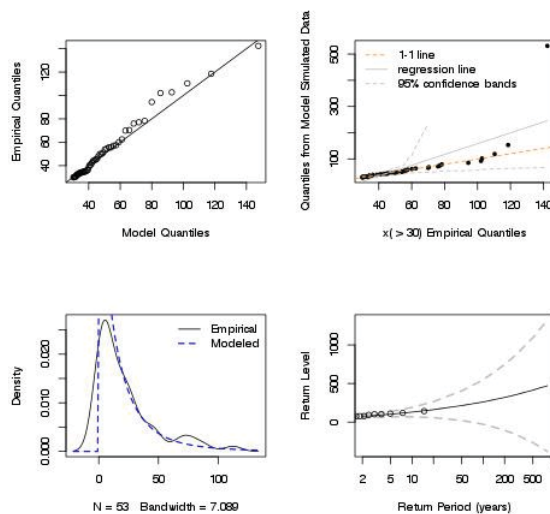 Empirical Quantiles
40
60
80
120
40 60 80 100 120 140
Model Quantiles
Quantiles from Model Simulated Data
100
300
500
1-1 line
regression line
95% confidence bands
40 60 80 100 120 140
x( > 30) Empirical Quantiles
Density
0.000
0.010
0.020
Empirical
Modeled
0 50 100
N = 53 Bandwidth = 7.089
Return Level
0
500
1000
2 5 10 50 200 500
Return Period (years)